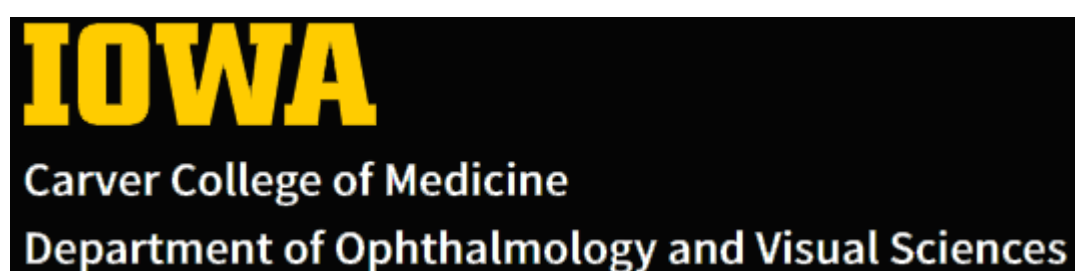 IOWA
Carver College of Medicine
Department of Ophthalmology and Visual Sciences